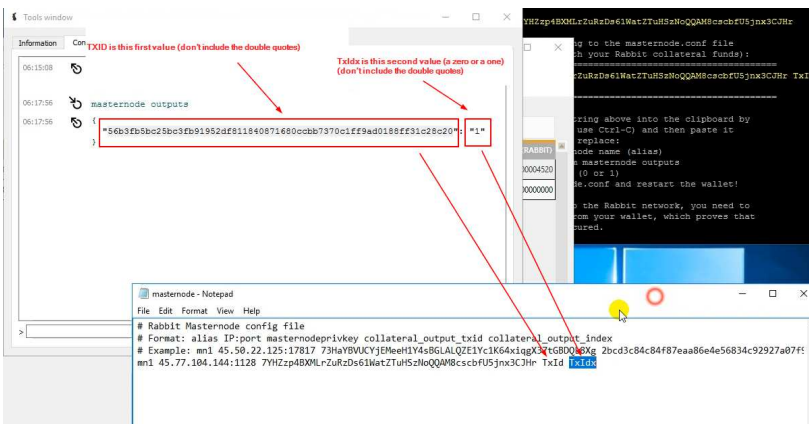 Tools window
Information
TXID is this first value (don't include the double quotes)
TxIdx is this second value (a zero or a one)
(don't include the double quotes)
06:15:08
06:17:56 masternode outputs
06:17:56 {
"56b3fb5bc25bc3fb91952df811840871680ccbb7370c1ff9ad0188ff31c28c20": "1"
}
>
RABBIT)
00004520
00000000
YHZzp4BXMLrZuRzDs61WatZTuHSzNoQQAM8cscbfU5jnx3CJHr
ng to the masternode.conf file
h your Rabbit collateral funds):
rZuRzDs61WatZTuHSzNoQQAM8cscbfU5jnx3CJHr TxI
tring above into the clipboard by
use Ctrl-C) and then paste it
replace:
node name (alias)
masternode outputs
(0 or 1)
de.conf and restart the wallet!
o the Rabbit network, you need to
rom your wallet, which proves that
cured.
masternode - Notepad
File Edit Format View Help
# Rabbit Masternode config file
# Format: alias IP:port masternodeprivkey collateral_output_txid collateral_output_index
# Example: mn1 45.50.22.125:17817 2bcd3c84c84f87eaa86e4e56834c92927a07f9
mn1 45.77.104.144:1128 7YHZzp4BXMLrZuRzDs61WatZTuHSzNoQQAM8cscbfU5jnx3CJHr TxId TxIdx